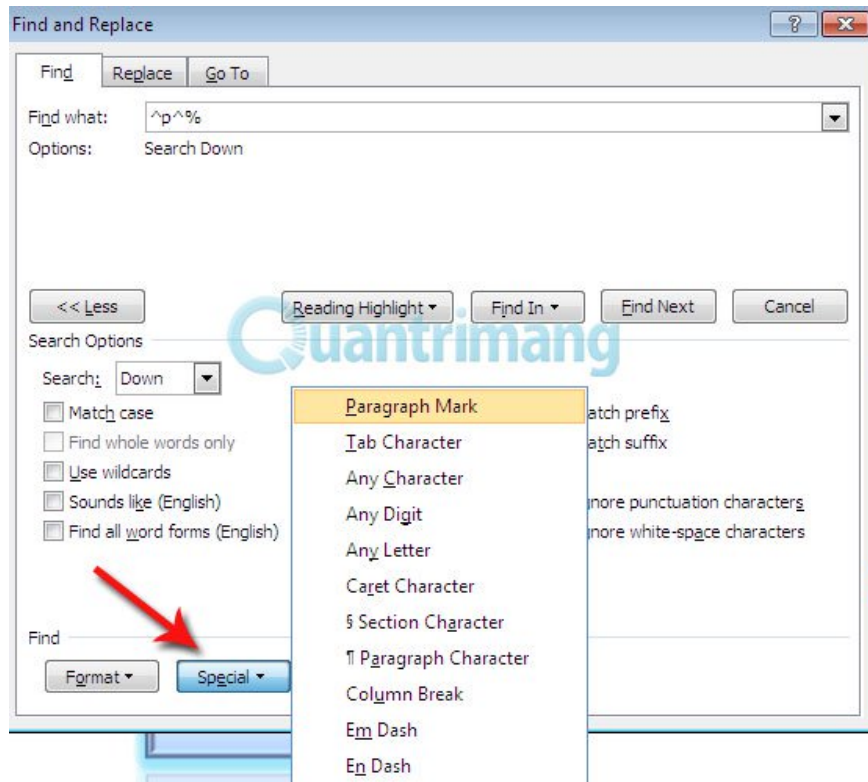 Find and Replace
Find Replace Go To
Find what: ^p^%
Options: Search Down
<< Less Reading Highlight Find In Find Next Cancel
Quantrimang
Search Options
Search: Down
Match case
Find whole words only
Use wildcards
Sounds like (English)
Find all word forms (English)
Paragraph Mark
Tab Character
Any Character
Any Digit
Any Letter
Caret Character
§ Section Character
¶ Paragraph Character
Column Break
Em Dash
En Dash
atch prefix
atch suffix
nore punctuation characters
nore white-space characters
Find
Format Special